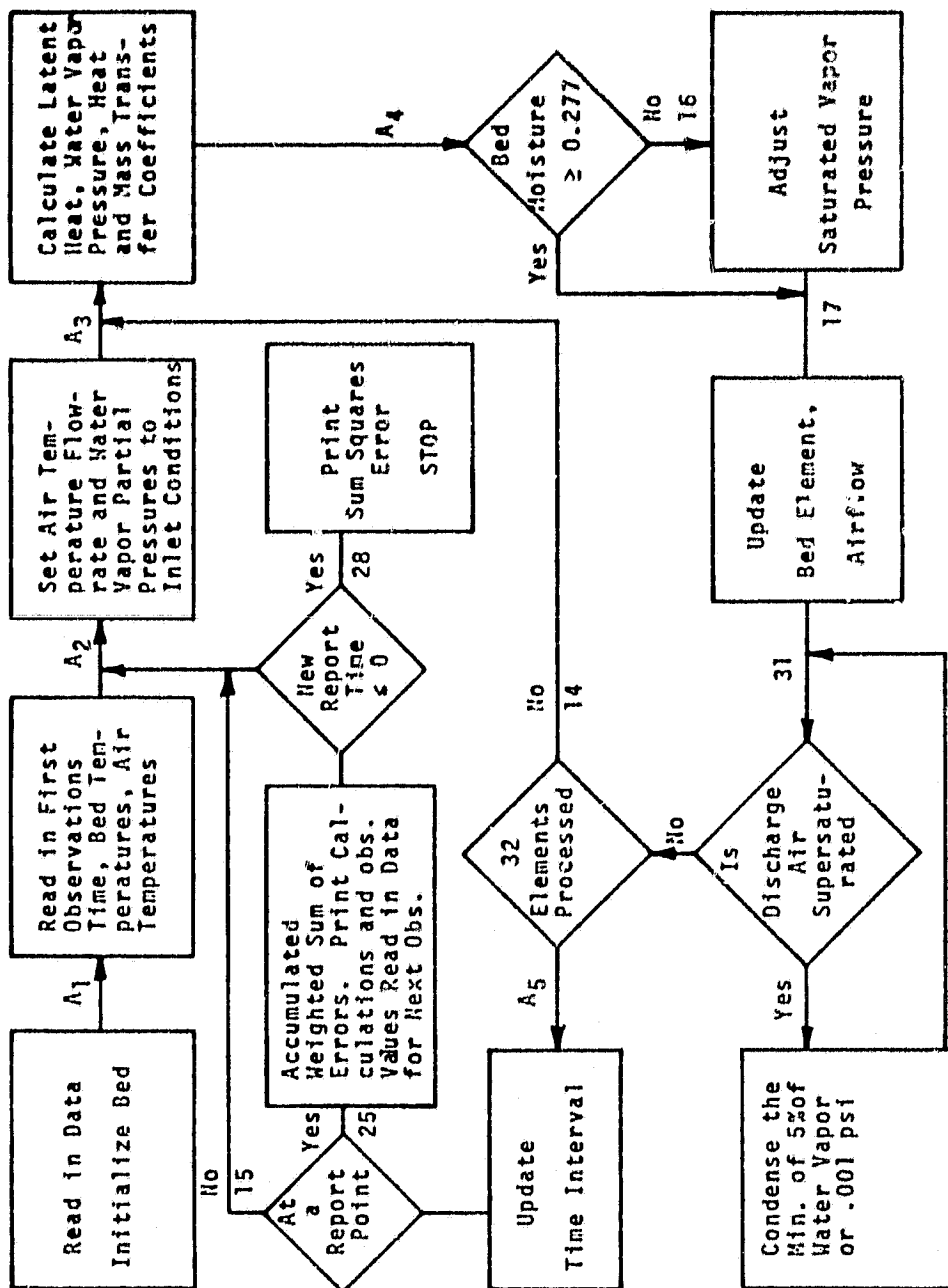 Read in Data
Initialize Bed
A1
Read in First
Observations
Time, Bed Tem-
peratures, Air
Temperatures
A2
Set Air Tem-
perature Flow-
rate and Water
Vapor Partial
Pressures to
Inlet Conditions
A3
Calculate Latent
Heat, Water Vapor
Pressure, Heat
and Mass Trans-
fer Coefficients
A4
Bed
Moisture
≥ 0.277
Yes
No
16
Adjust
Saturated Vapor
Pressure
17
Update
Bed Element,
Airflow
31
Is
Discharge
Air
Supersatu-
rated
Yes
No
Condense the
Min. of 5% of
Water Vapor
or .001 psi
32
Elements
Processed
No
14
A5
Update
Time Interval
At
a
Report
Point
No
15
Yes
25
Accumulated
Weighted Sum of
Errors. Print Cal-
culations and obs.
Values Read in Data
for Next Obs.
New
Report
Time
≤ 0
Yes
28
Print
Sum Squares
Error
STOP